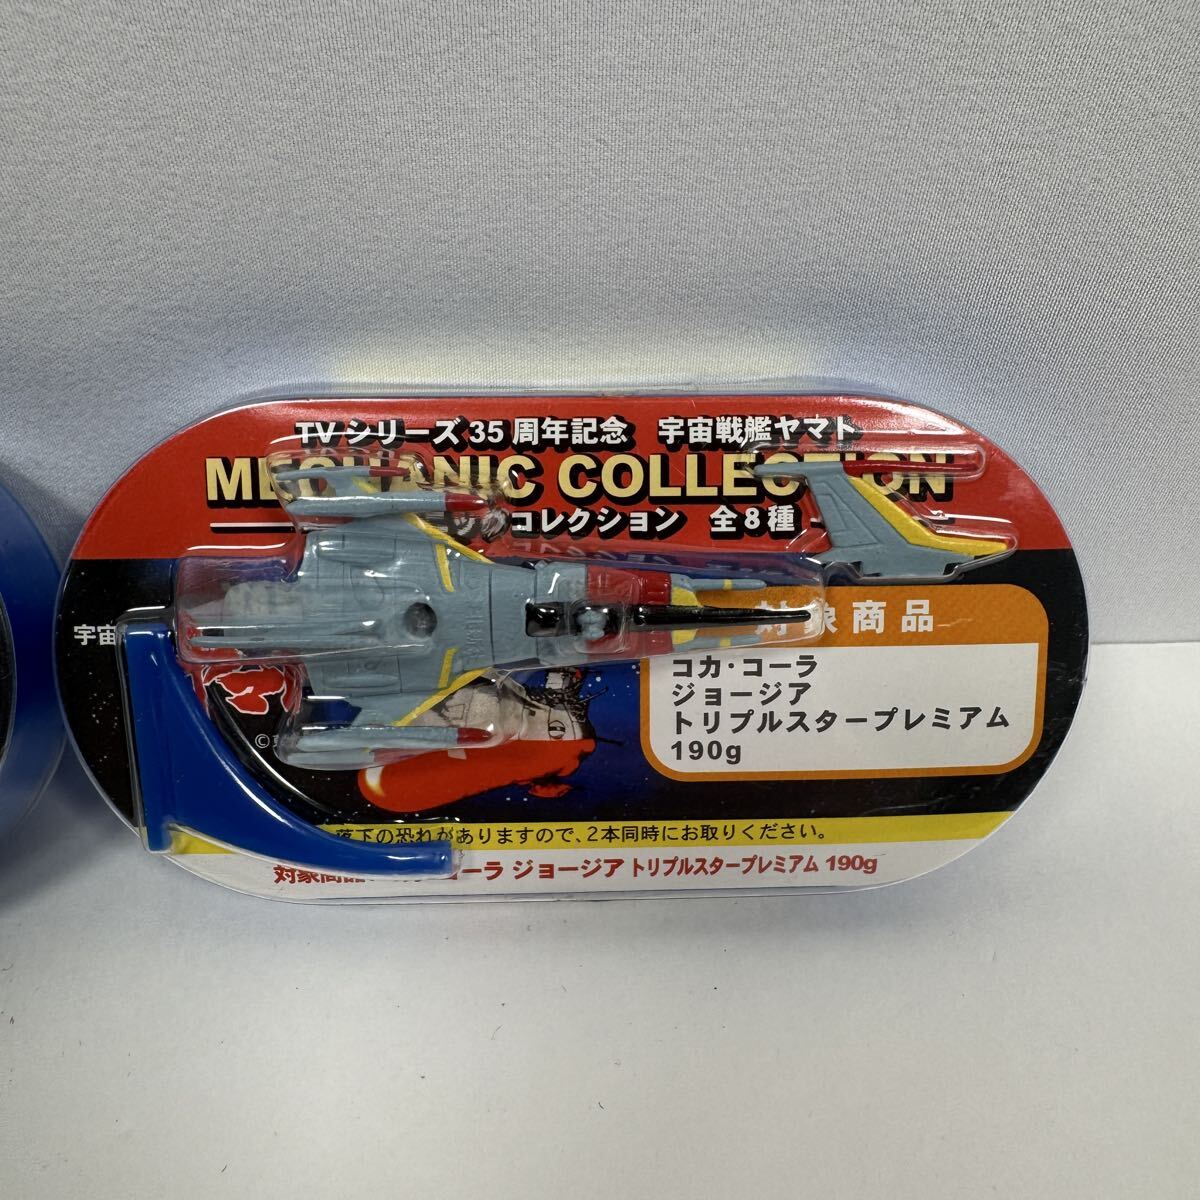 TVシリーズ35周年記念 宇宙戦艦ヤマト
MECHANIC COLLECTION
コレクション 全8種
宇宙
対象商品
コカ・コーラ
ジョージア
トリプルスタープレミアム
190g
©
落下の恐れがありますので、2本同時にお取りください。
対象商品 ーラ ジョージア トリプルスタープレミアム 190g